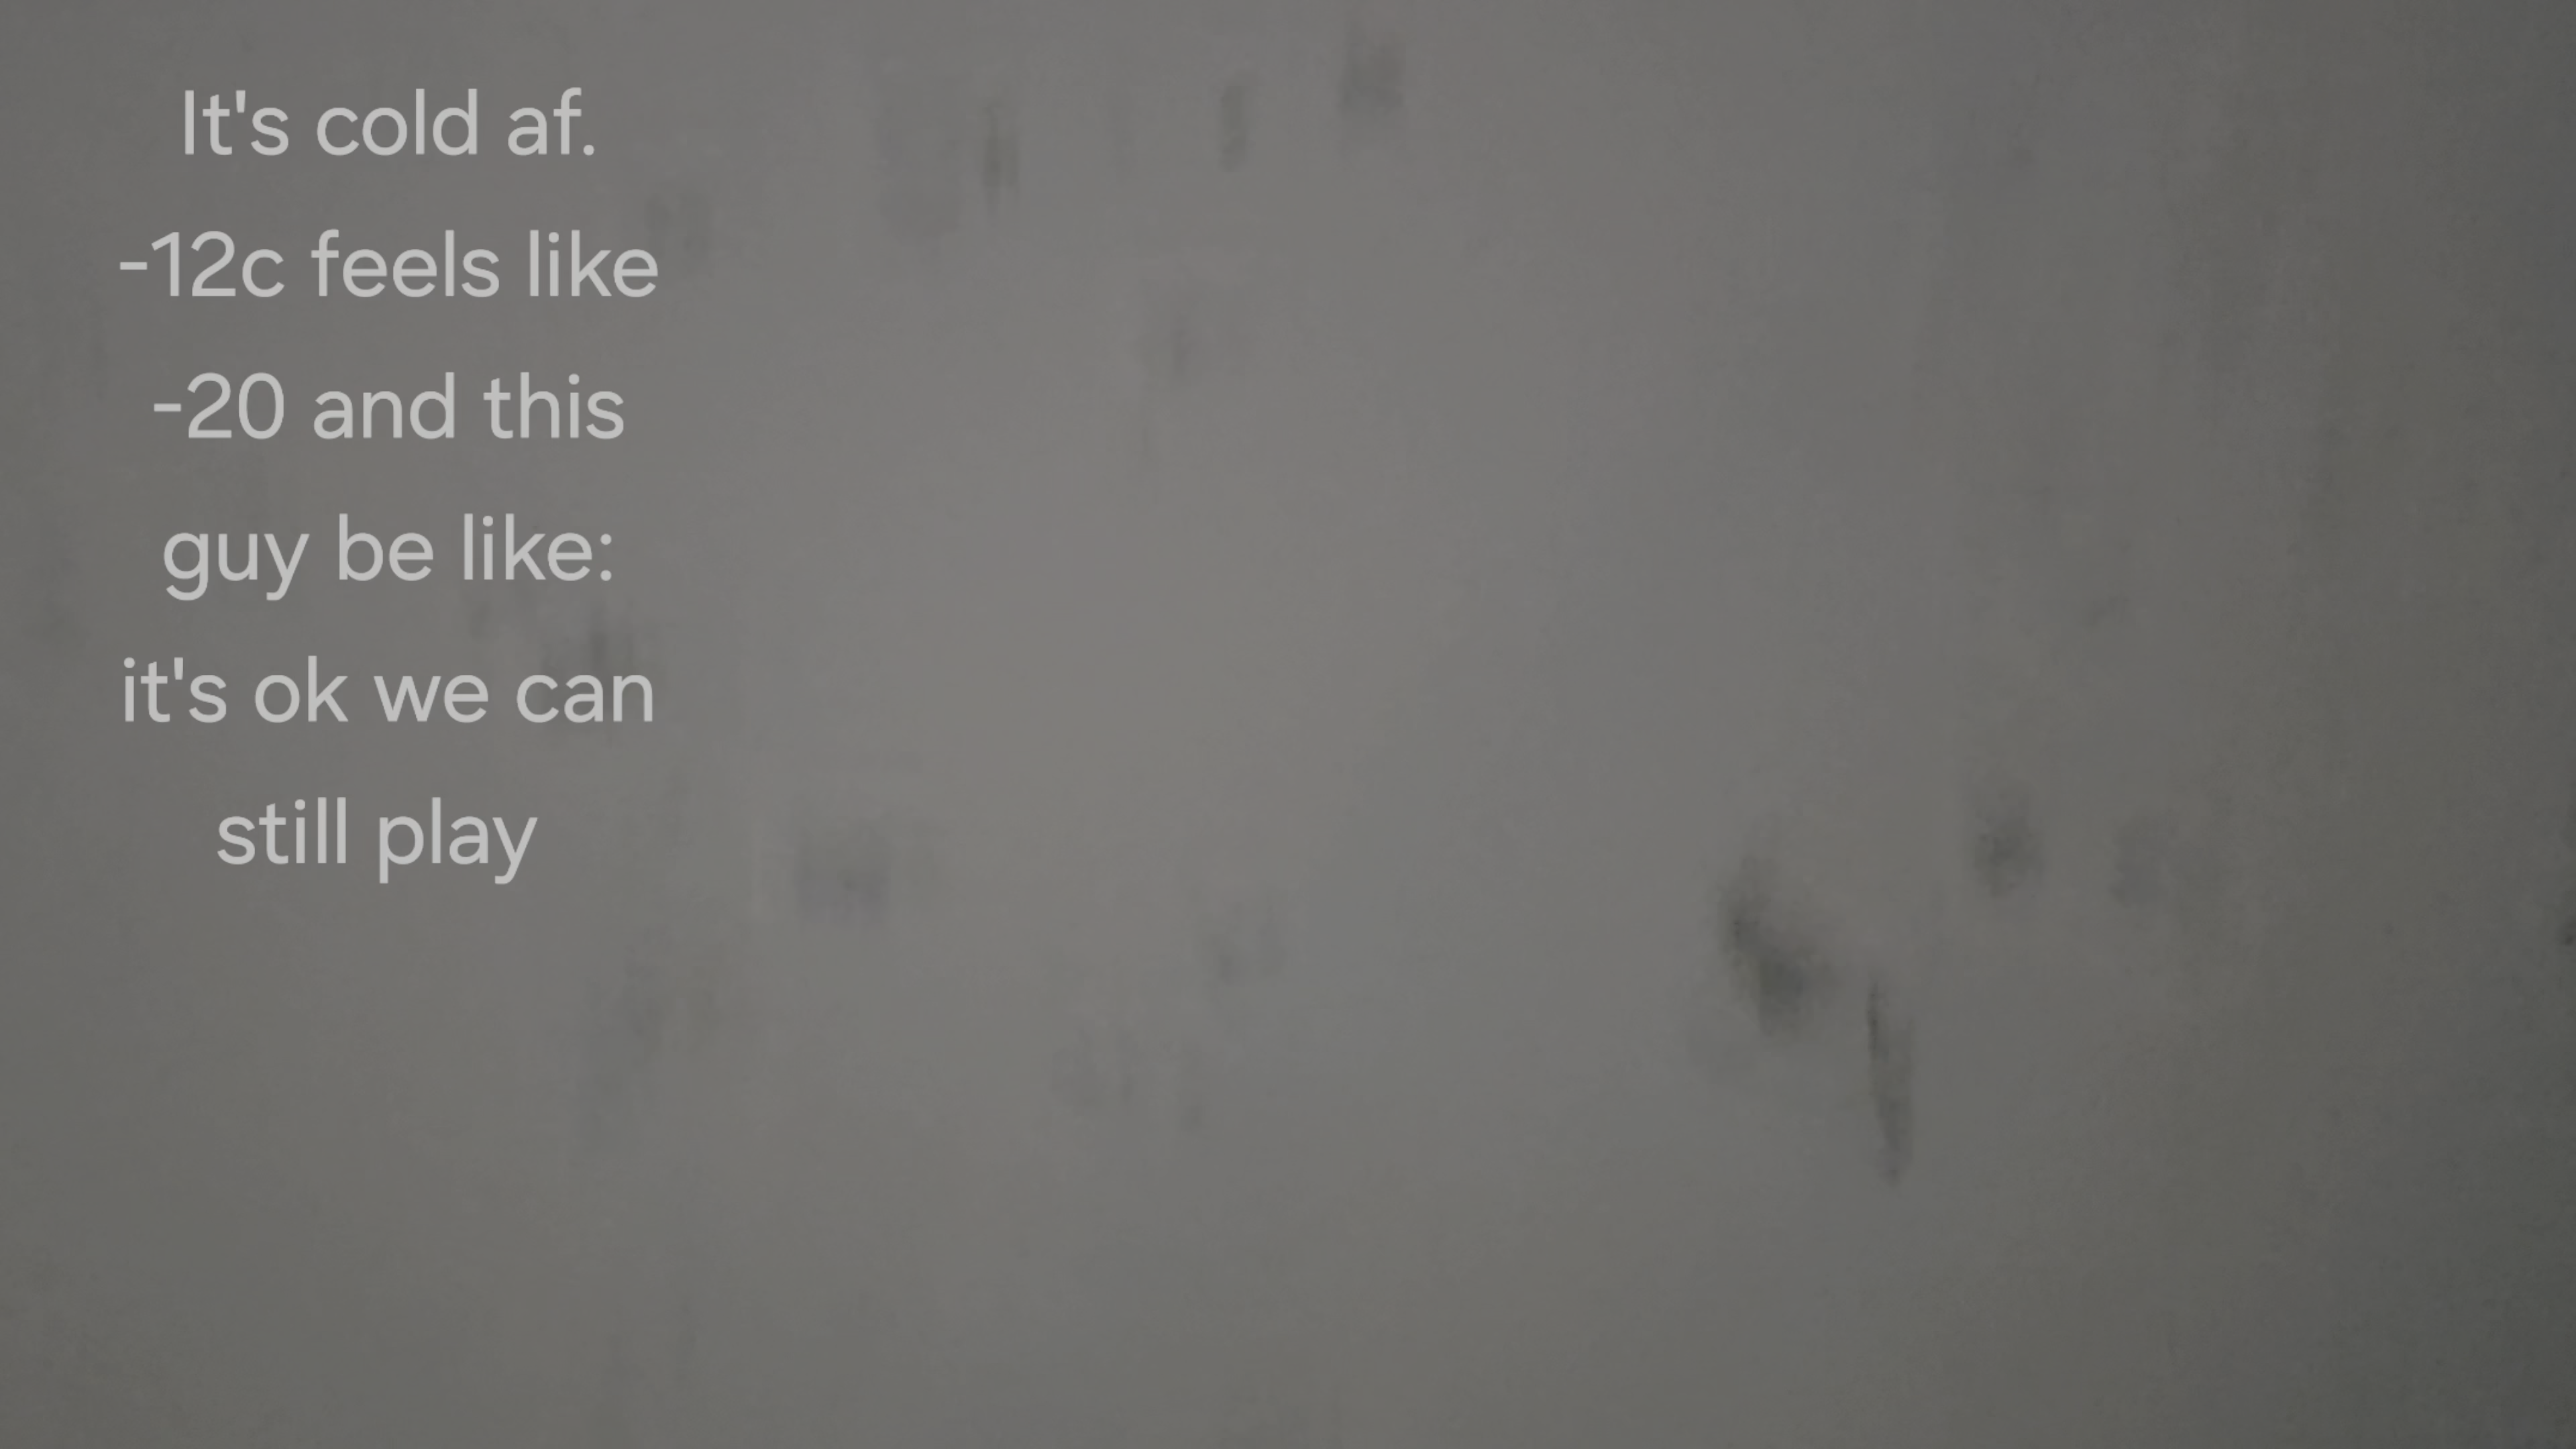 It's cold af.
-12c feels like
-20 and this
guy be like:
it's ok we can
still play